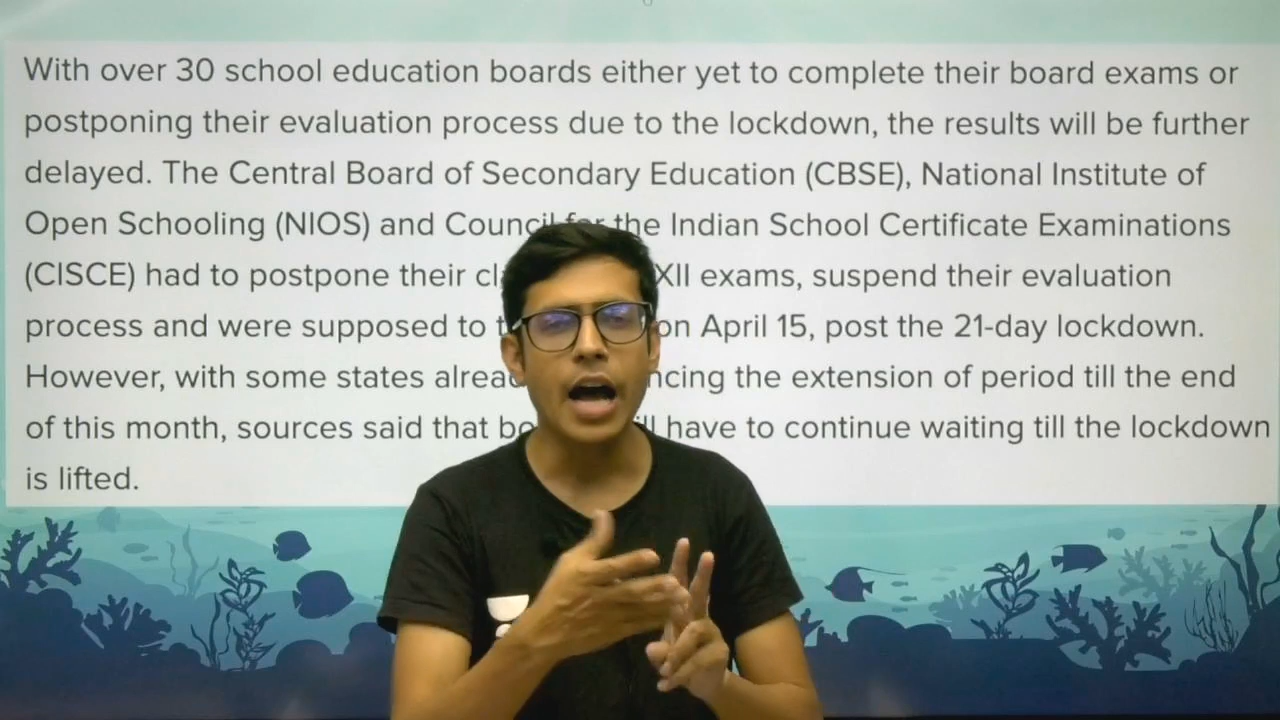 With over 30 school education boards either yet to complete their board exams or
postponing their evaluation process due to the lockdown, the results will be further
delayed. The Central Board of Secondary Education (CBSE), National Institute of
Open Schooling (NIOS) and Council for the Indian School Certificate Examinations
(CISCE) had to postpone their XII exams, suspend their evaluation
process and were supposed to on April 15, post the 21-day lockdown.
However, with some states the extension of period till the end
of this month, sources said that have to continue waiting till the lockdown
is lifted.